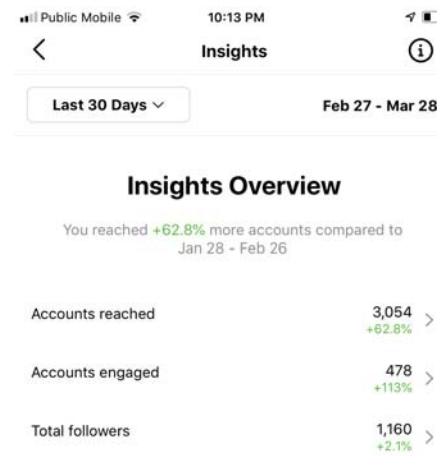 Public Mobile 10:13 PM
Insights
Last 30 Days Feb 27 - Mar 28
Insights Overview
You reached +62.8% more accounts compared to
Jan 28 - Feb 26
Accounts reached 3,054
+62.8%
Accounts engaged 478
+113%
Total followers 1,160
+2.1%